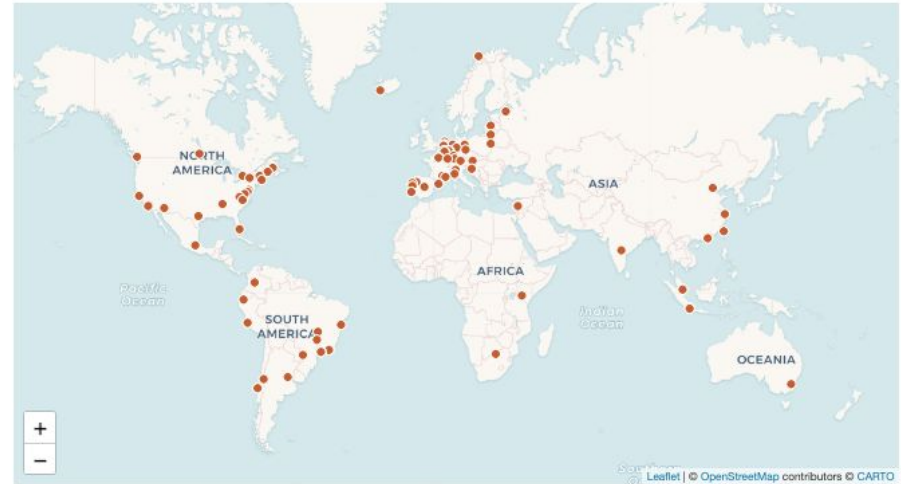 NORTH
AMERICA
ASIA
AFRICA
Pacific
Ocean
Indian
Ocean
SOUTH
AMERICA
OCEANIA
+
−
Leaflet | © OpenStreetMap contributors © CARTO